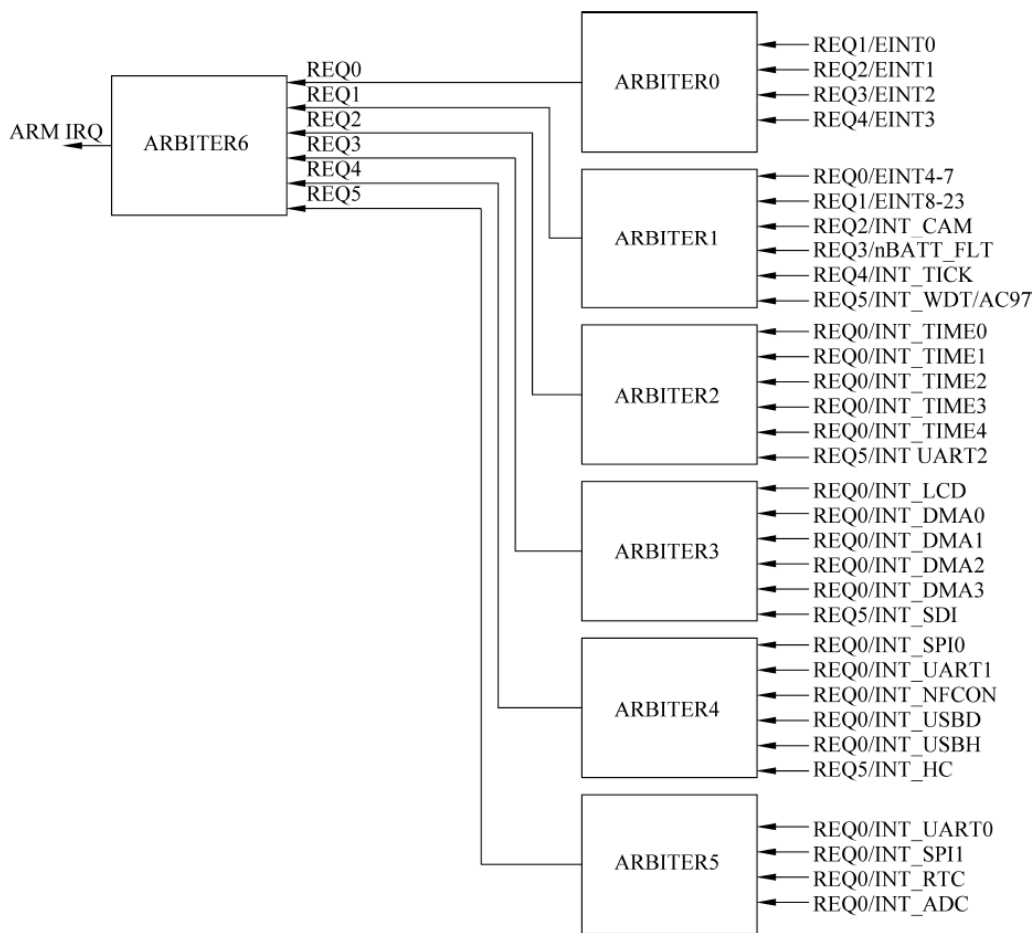 ARM IRQ
ARBITER6
REQ0
REQ1
REQ2
REQ3
REQ4
REQ5
ARBITER0
REQ1/EINT0
REQ2/EINT1
REQ3/EINT2
REQ4/EINT3
ARBITER1
REQ0/EINT4-7
REQ1/EINT8-23
REQ2/INT_CAM
REQ3/nBATT_FLT
REQ4/INT_TICK
REQ5/INT_WDT/AC97
ARBITER2
REQ0/INT_TIME0
REQ0/INT_TIME1
REQ0/INT_TIME2
REQ0/INT_TIME3
REQ0/INT_TIME4
REQ5/INT UART2
ARBITER3
REQ0/INT_LCD
REQ0/INT_DMA0
REQ0/INT_DMA1
REQ0/INT_DMA2
REQ0/INT_DMA3
REQ5/INT_SDI
ARBITER4
REQ0/INT_SPI0
REQ0/INT_UART1
REQ0/INT_NFCON
REQ0/INT_USBD
REQ0/INT_USBH
REQ5/INT_HC
ARBITER5
REQ0/INT_UART0
REQ0/INT_SPI1
REQ0/INT_RTC
REQ0/INT_ADC